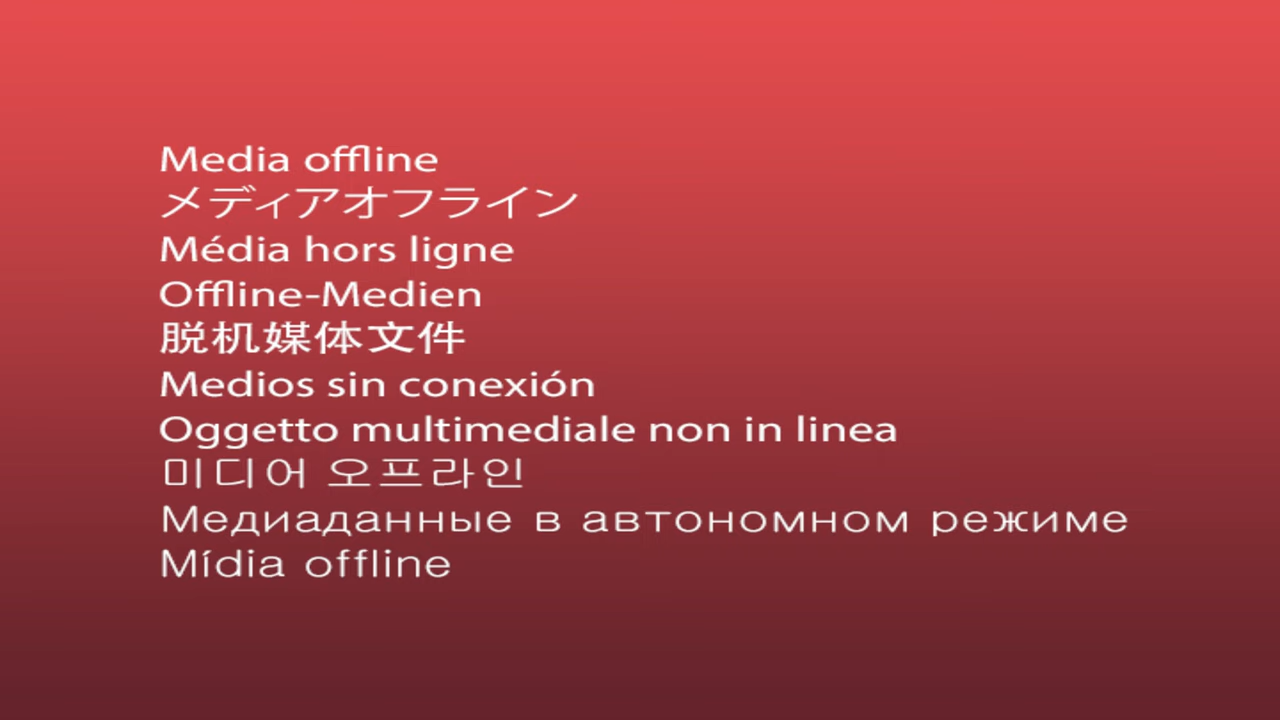 Media offline
メディアオフライン
Média hors ligne
Offline-Medien
脱机媒体文件
Medios sin conexión
Oggetto multimediale non in linea
미디어 오프라인
Медиаданные в автономном режиме
Mídia offline